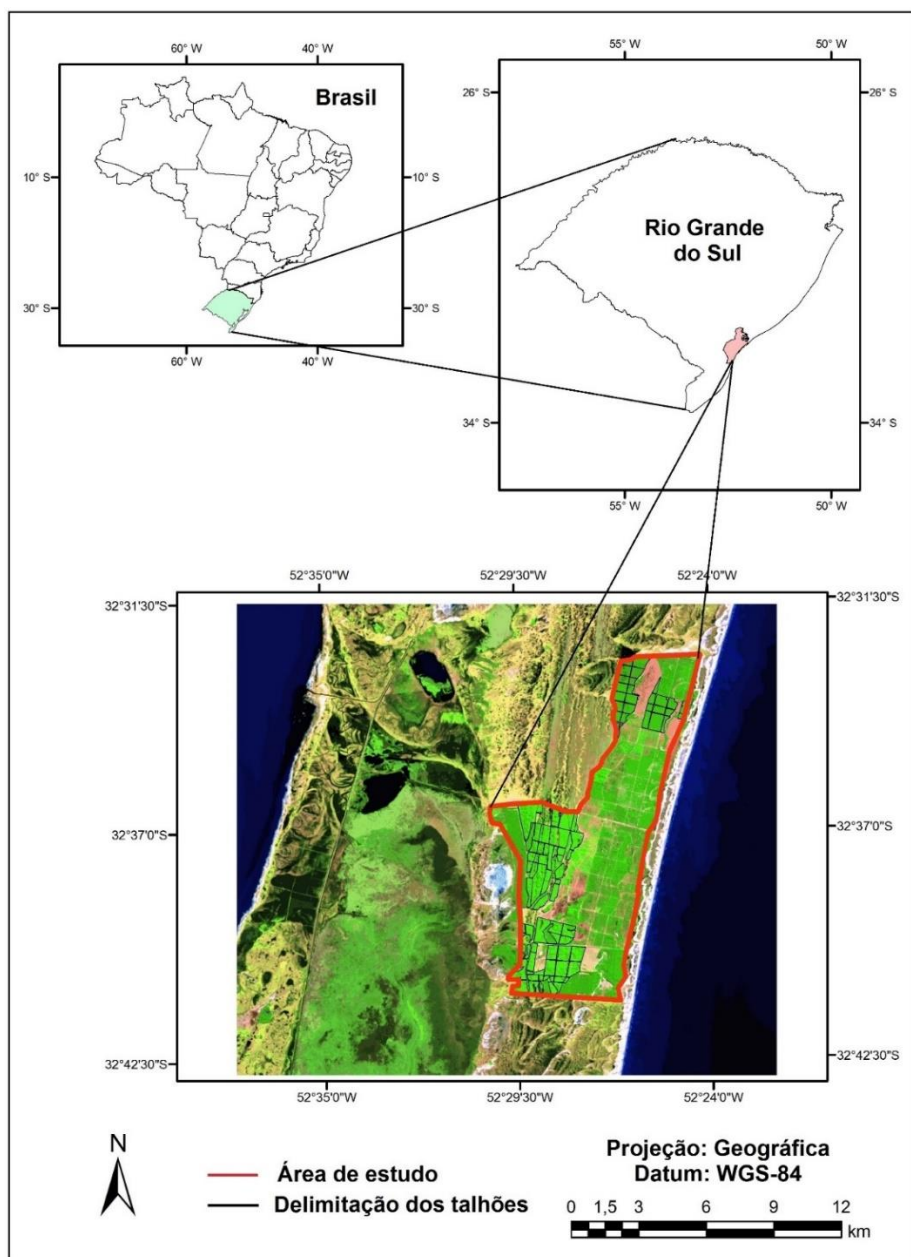 60° W
40° W
Brasil
10° S
10° S
30° S
30° S
60° W
40° W
55° W
50° W
26° S
26° S
Rio Grande
do Sul
34° S
34° S
55° W
50° W
52°35'0"W
52°29'30"W
52°24'0"W
32°31'30"S
32°31'30"S
32°37'0"S
32°37'0"S
32°42'30"S
32°42'30"S
52°35'0"W
52°29'30"W
52°24'0"W
N
Área de estudo
Delimitação dos talhões
Projeção: Geográfica
Datum: WGS-84
0 1,5 3 6 9 12
km